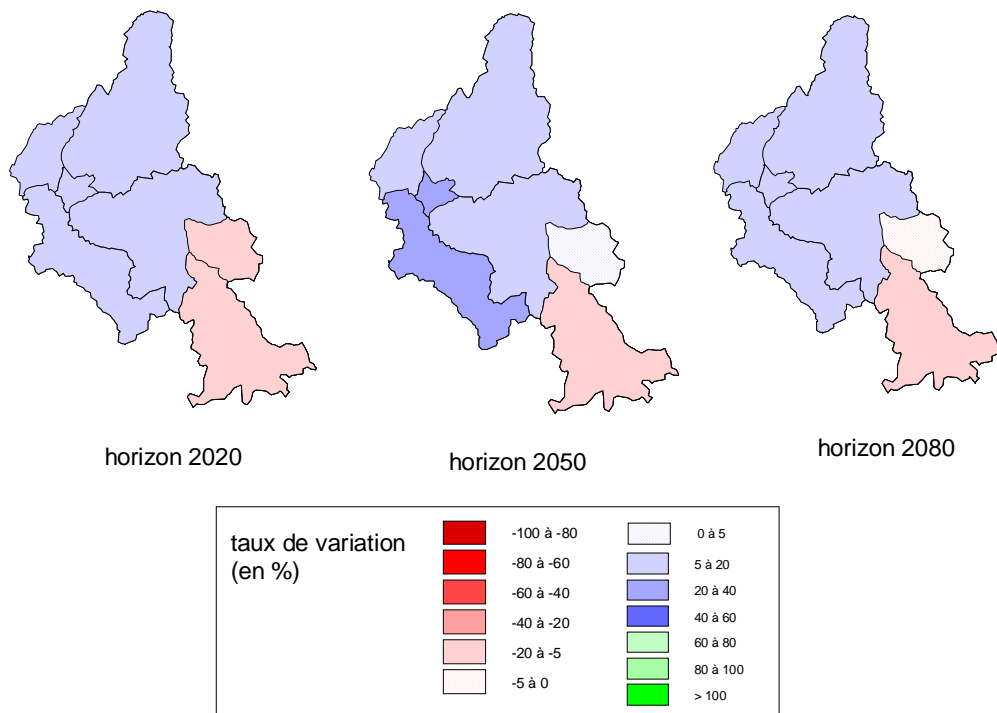 horizon 2020
horizon 2050
horizon 2080
taux de variation
(en %)
-100 à -80
-80 à -60
-60 à -40
-40 à -20
-20 à -5
-5 à 0
0 à 5
5 à 20
20 à 40
40 à 60
60 à 80
80 à 100
> 100